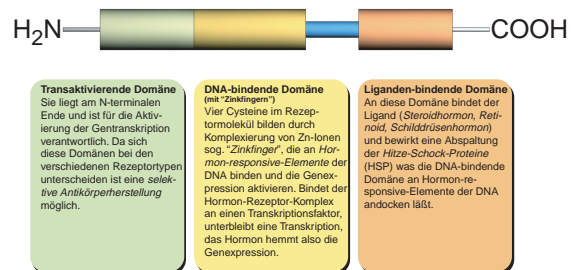 H2N
COOH
Transaktivierende Domäne
Sie liegt am N-terminalen
Ende und ist für die Aktiv-
ierung der Gentranskription
verantwortlich. Da sich
diese Domänen bei den
verschiedenen Rezeptortypen
unterscheiden ist eine selek-
tive Antikörperherstellung
möglich.
DNA-bindende Domäne
(mit "Zinkfingern")
Vier Cysteine im Rezep-
tormolekül bilden durch
Komplexierung von Zn-Ionen
sog. "Zinkfinger", die an Hor-
mon-responsive-Elemente der
DNA binden und die Genex-
pression aktivieren. Bindet der
Hormon-Rezeptor-Komplex
an einen Transkriptionsfaktor,
unterbleibt eine Transkription,
das Hormon hemmt also die
Genexpression.
Liganden-bindende Domäne
An diese Domäne bindet der
Ligand (Steroidhormon, Reti-
noid, Schilddrüsenhormon)
und bewirkt eine Abspaltung
der Hitze-Schock-Proteine
(HSP) was die DNA-bindende
Domäne an Hormon-re-
sponsive-Elemente der DNA
andocken läßt.